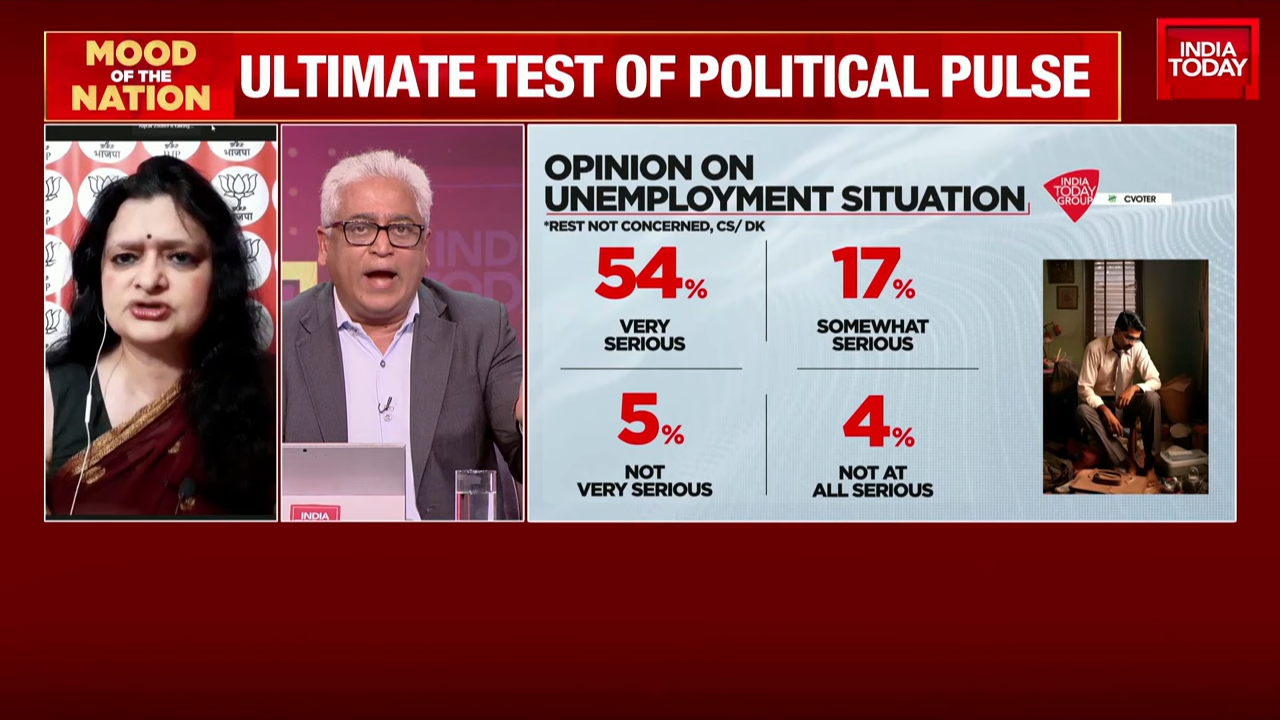 MOOD
OF THE
NATION
ULTIMATE TEST OF POLITICAL PULSE
INDIA
TODAY
भाजपा
BJP
भाजपा
OPINION ON
UNEMPLOYMENT SITUATION
*REST NOT CONCERNED, CS/ DK
INDIA
TODAY
GROUP
CVOTER
54%
VERY
SERIOUS
17%
SOMEWHAT
SERIOUS
5%
NOT
VERY SERIOUS
4%
NOT AT
ALL SERIOUS
INDIA